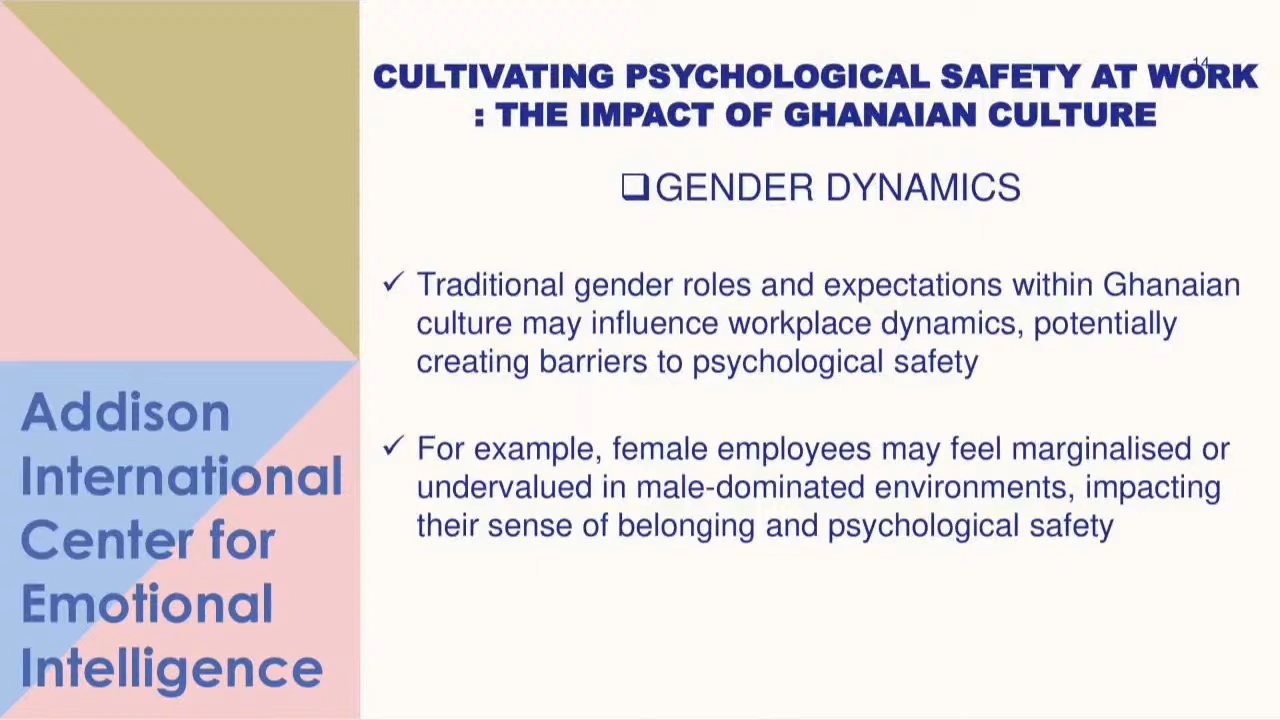 14
CULTIVATING PSYCHOLOGICAL SAFETY AT WORK
: THE IMPACT OF GHANAIAN CULTURE
❑GENDER DYNAMICS
✓ Traditional gender roles and expectations within Ghanaian
culture may influence workplace dynamics, potentially
creating barriers to psychological safety
✓ For example, female employees may feel marginalised or
undervalued in male-dominated environments, impacting
their sense of belonging and psychological safety
Addison
International
Center for
Emotional
Intelligence